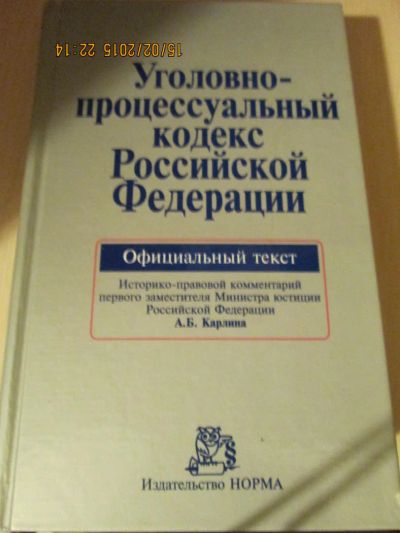 15/02/2015 22:14
Уголовно-
процессуальный
кодекс
Российской
Федерации
Официальный текст
Историко-правовой комментарий
первого заместителя Министра юстиции
Российской Федерации
А.Б. Карлина
§
Издательство НОРМА